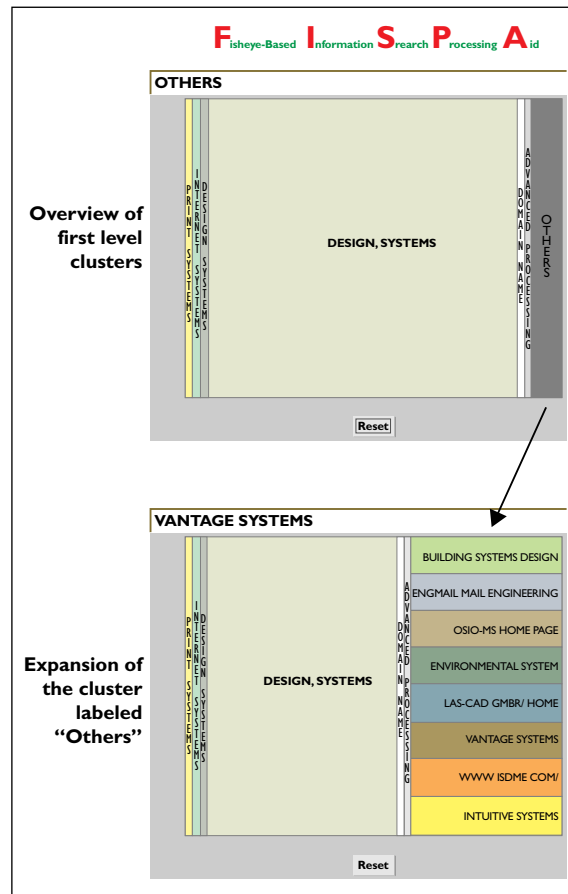 Fisheye-Based Information Srearch Processing Aid
OTHERS
Overview of
first level
clusters
PRINT SYSTEMS
INTERNET SYSTEMS
DESIGN SYSTEMS
DESIGN, SYSTEMS
DOMAIN NAME
ADVANCED PROCESSING
OTHERS
Reset
VANTAGE SYSTEMS
Expansion of
the cluster
labeled
“Others”
PRINT SYSTEMS
INTERNET SYSTEMS
DESIGN SYSTEMS
DESIGN, SYSTEMS
DOMAIN NAME
ADVANCED PROCESSING
BUILDING SYSTEMS DESIGN
ENGMAIL MAIL ENGINEERING
OSIO-MS HOME PAGE
ENVIRONMENTAL SYSTEM
LAS-CAD GMBR/ HOME
VANTAGE SYSTEMS
WWW ISDME COM/
INTUITIVE SYSTEMS
Reset